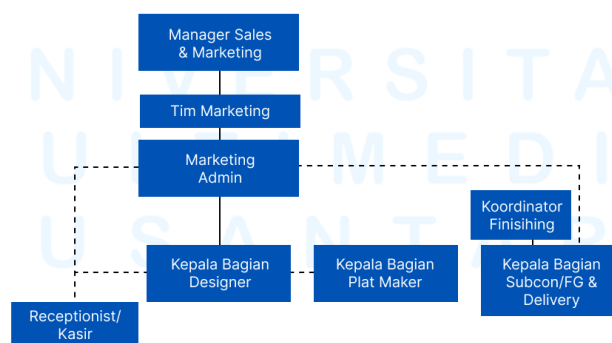 Manager Sales
& Marketing
Tim Marketing
Marketing
Admin
Koordinator
Finisihing
Kepala Bagian
Designer
Kepala Bagian
Plat Maker
Kepala Bagian
Subcon/FG &
Delivery
Receptionist/
Kasir
N I V E R S I T A
U L T I M E D I
U S A N T A R